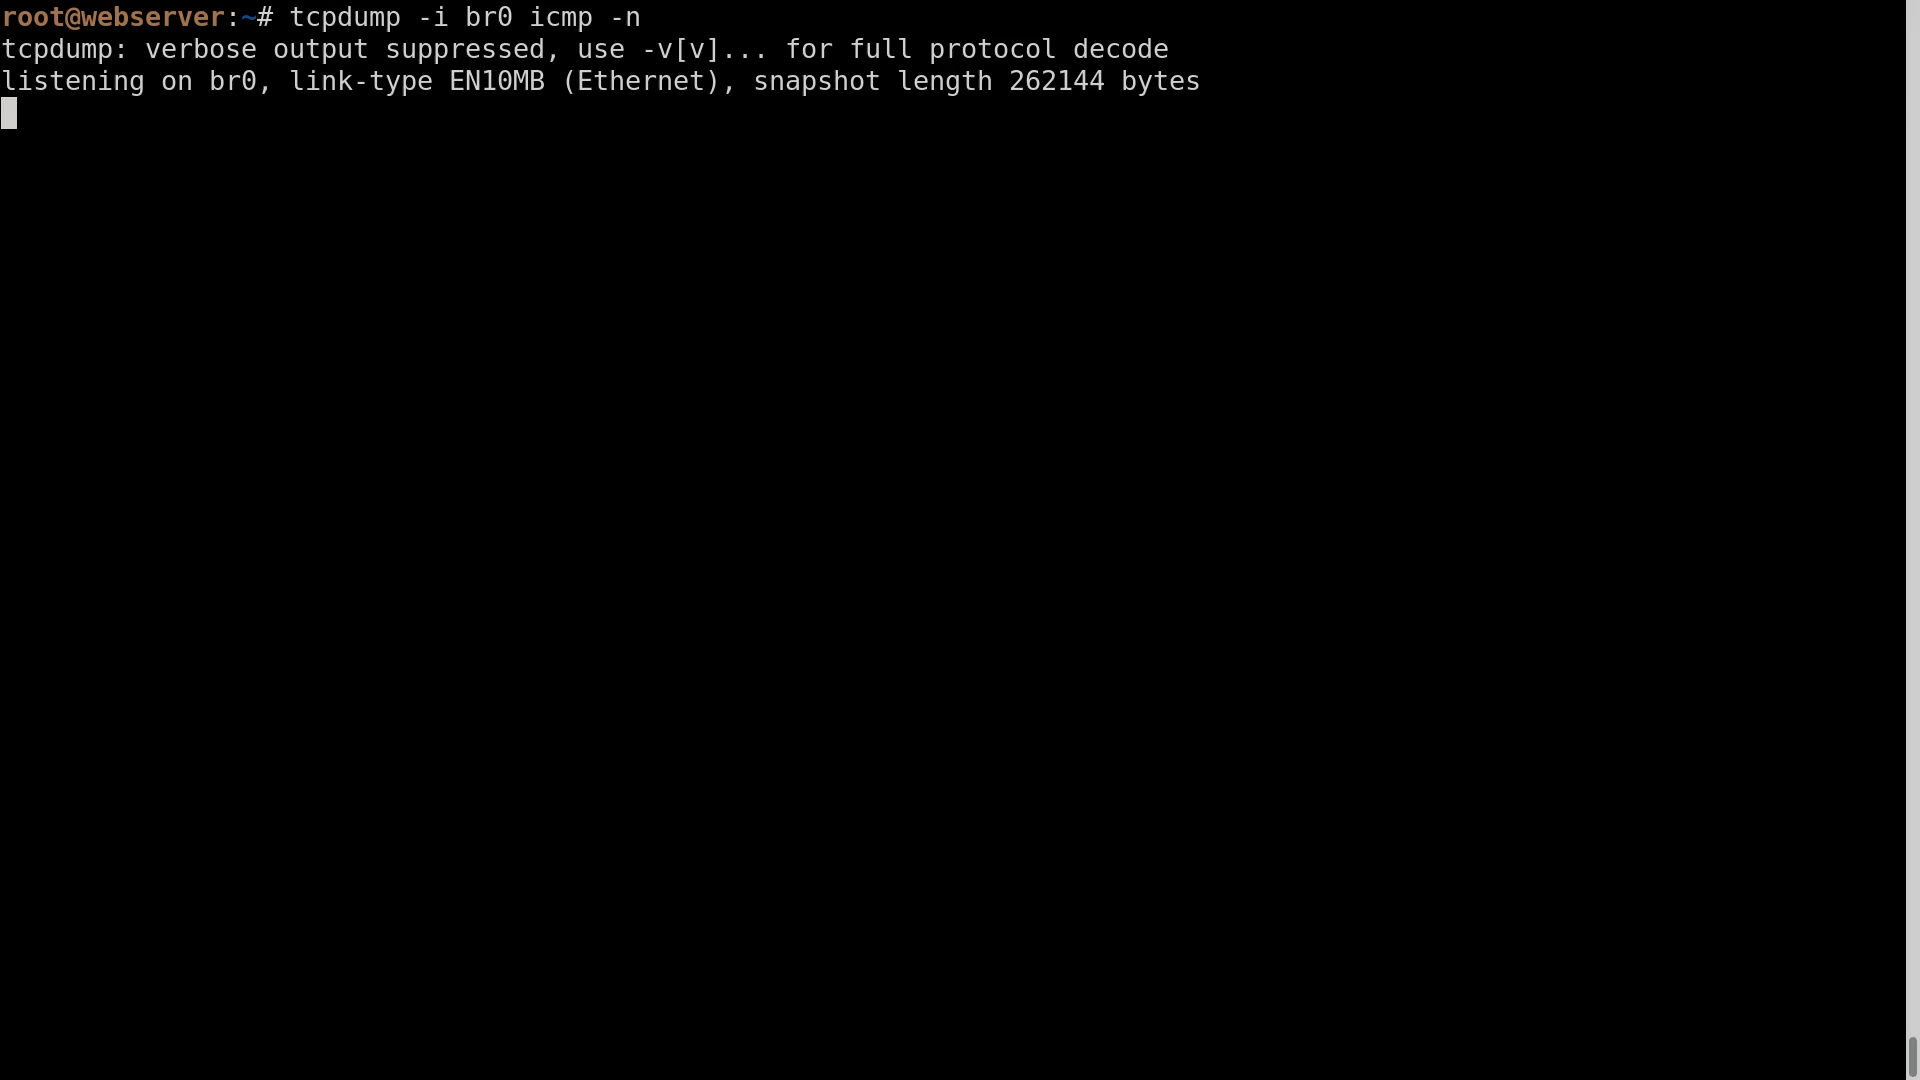 root@webserver:~# tcpdump -i br0 icmp -n
tcpdump: verbose output suppressed, use -v[v]... for full protocol decode
listening on br0, link-type EN10MB (Ethernet), snapshot length 262144 bytes